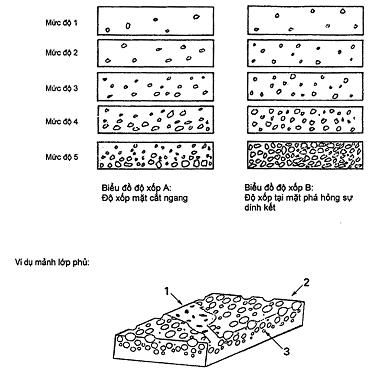 Mức độ 1
Mức độ 2
Mức độ 3
Mức độ 4
Mức độ 5
Biểu đồ độ xốp A:
Độ xốp mặt cắt ngang
Biểu đồ độ xốp B:
Độ xốp tại mặt phá hỏng sự
dính kết
Ví dụ mảnh lớp phủ:
1
2
3